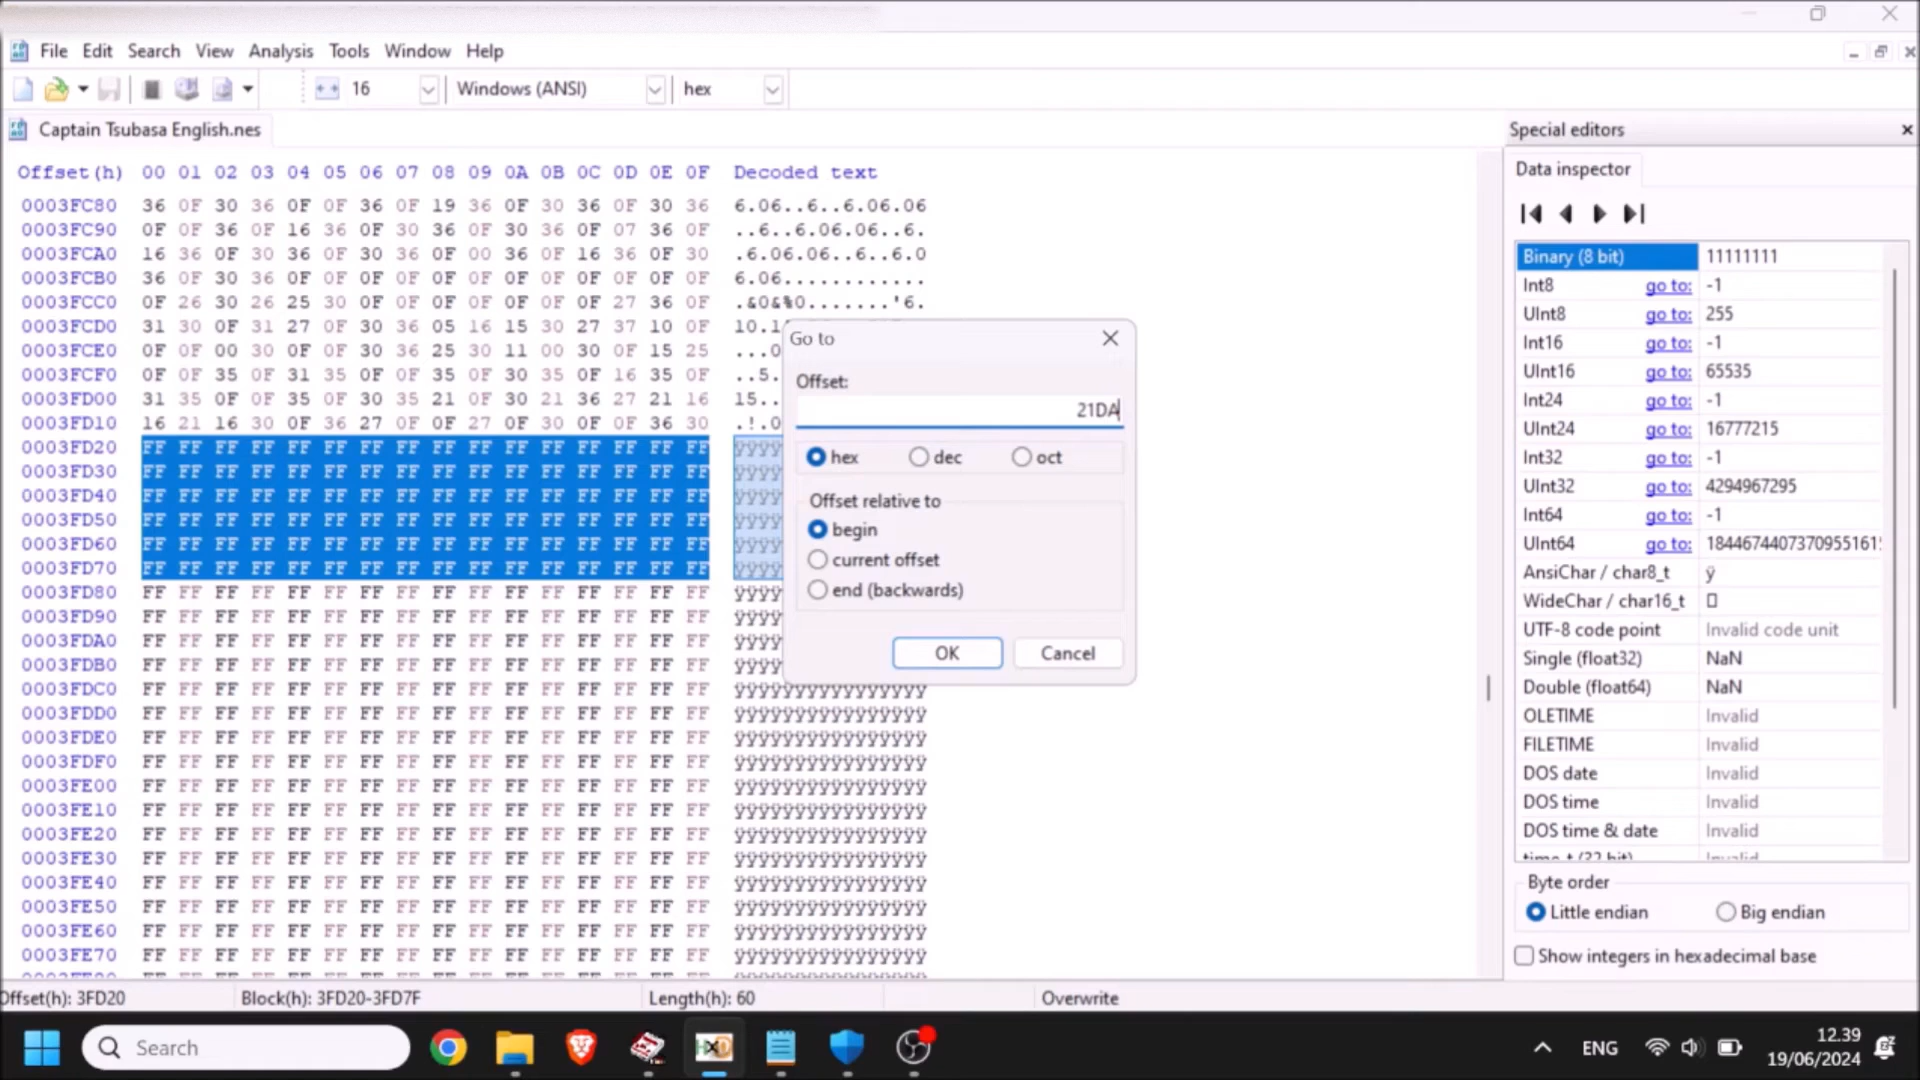 File Edit Search View Analysis Tools Window Help
16 Windows (ANSI) hex
Captain Tsubasa English.nes
Offset(h) 00 01 02 03 04 05 06 07 08 09 0A 0B 0C 0D 0E 0F Decoded text
0003FC80 36 0F 30 36 0F 0F 36 0F 19 36 0F 30 36 0F 30 36 6.06..6..6.06.06
0003FC90 0F 0F 36 0F 16 36 0F 30 36 0F 30 36 0F 07 36 0F ..6..6.06.06..6.
0003FCA0 16 36 0F 30 36 0F 30 36 0F 00 36 0F 16 36 0F 30 .6.06.06..6..6.0
0003FCB0 36 0F 30 36 0F 0F 0F 0F 0F 0F 0F 0F 0F 0F 0F 0F 6.06............
0003FCC0 0F 26 30 26 25 30 0F 0F 0F 0F 0F 0F 0F 27 36 0F .&0&%0.......'6.
0003FCD0 31 30 0F 31 27 0F 30 36 05 16 15 30 27 37 10 0F 10.1
0003FCE0 0F 0F 00 30 0F 0F 30 36 25 30 11 00 30 0F 15 25 ...0
0003FCF0 0F 0F 35 0F 31 35 0F 0F 35 0F 30 35 0F 16 35 0F ..5.
0003FD00 31 35 0F 0F 35 0F 30 35 21 0F 30 21 36 27 21 16 15..
0003FD10 16 21 16 30 0F 36 27 0F 0F 27 0F 30 0F 0F 36 30 .!.0
0003FD20 FF FF FF FF FF FF FF FF FF FF FF FF FF FF FF FF ÿÿÿÿ
0003FD30 FF FF FF FF FF FF FF FF FF FF FF FF FF FF FF FF ÿÿÿÿ
0003FD40 FF FF FF FF FF FF FF FF FF FF FF FF FF FF FF FF ÿÿÿÿ
0003FD50 FF FF FF FF FF FF FF FF FF FF FF FF FF FF FF FF ÿÿÿÿ
0003FD60 FF FF FF FF FF FF FF FF FF FF FF FF FF FF FF FF ÿÿÿÿ
0003FD70 FF FF FF FF FF FF FF FF FF FF FF FF FF FF FF FF ÿÿÿÿ
0003FD80 FF FF FF FF FF FF FF FF FF FF FF FF FF FF FF FF ÿÿÿÿ
0003FD90 FF FF FF FF FF FF FF FF FF FF FF FF FF FF FF FF ÿÿÿÿ
0003FDA0 FF FF FF FF FF FF FF FF FF FF FF FF FF FF FF FF ÿÿÿÿ
0003FDB0 FF FF FF FF FF FF FF FF FF FF FF FF FF FF FF FF ÿÿÿÿ
0003FDC0 FF FF FF FF FF FF FF FF FF FF FF FF FF FF FF FF ÿÿÿÿÿÿÿÿÿÿÿÿÿÿÿÿ
0003FDD0 FF FF FF FF FF FF FF FF FF FF FF FF FF FF FF FF ÿÿÿÿÿÿÿÿÿÿÿÿÿÿÿÿ
0003FDE0 FF FF FF FF FF FF FF FF FF FF FF FF FF FF FF FF ÿÿÿÿÿÿÿÿÿÿÿÿÿÿÿÿ
0003FDF0 FF FF FF FF FF FF FF FF FF FF FF FF FF FF FF FF ÿÿÿÿÿÿÿÿÿÿÿÿÿÿÿÿ
0003FE00 FF FF FF FF FF FF FF FF FF FF FF FF FF FF FF FF ÿÿÿÿÿÿÿÿÿÿÿÿÿÿÿÿ
0003FE10 FF FF FF FF FF FF FF FF FF FF FF FF FF FF FF FF ÿÿÿÿÿÿÿÿÿÿÿÿÿÿÿÿ
0003FE20 FF FF FF FF FF FF FF FF FF FF FF FF FF FF FF FF ÿÿÿÿÿÿÿÿÿÿÿÿÿÿÿÿ
0003FE30 FF FF FF FF FF FF FF FF FF FF FF FF FF FF FF FF ÿÿÿÿÿÿÿÿÿÿÿÿÿÿÿÿ
0003FE40 FF FF FF FF FF FF FF FF FF FF FF FF FF FF FF FF ÿÿÿÿÿÿÿÿÿÿÿÿÿÿÿÿ
0003FE50 FF FF FF FF FF FF FF FF FF FF FF FF FF FF FF FF ÿÿÿÿÿÿÿÿÿÿÿÿÿÿÿÿ
0003FE60 FF FF FF FF FF FF FF FF FF FF FF FF FF FF FF FF ÿÿÿÿÿÿÿÿÿÿÿÿÿÿÿÿ
0003FE70 FF FF FF FF FF FF FF FF FF FF FF FF FF FF FF FF ÿÿÿÿÿÿÿÿÿÿÿÿÿÿÿÿ
Go to
Offset:
21DA
hex dec oct
Offset relative to
begin
current offset
end (backwards)
OK Cancel
Special editors
Data inspector
Binary (8 bit) 11111111
Int8 go to: -1
UInt8 go to: 255
Int16 go to: -1
UInt16 go to: 65535
Int24 go to: -1
UInt24 go to: 16777215
Int32 go to: -1
UInt32 go to: 4294967295
Int64 go to: -1
UInt64 go to: 1844674407370955161
AnsiChar / char8_t ÿ
WideChar / char16_t
UTF-8 code point Invalid code unit
Single (float32) NaN
Double (float64) NaN
OLETIME Invalid
FILETIME Invalid
DOS date Invalid
DOS time Invalid
DOS time & date Invalid
time_t (32 bit) Invalid
Byte order
Little endian Big endian
Show integers in hexadecimal base
Offset(h): 3FD20 Block(h): 3FD20-3FD7F Length(h): 60 Overwrite
Search
ENG
12.39
19/06/2024